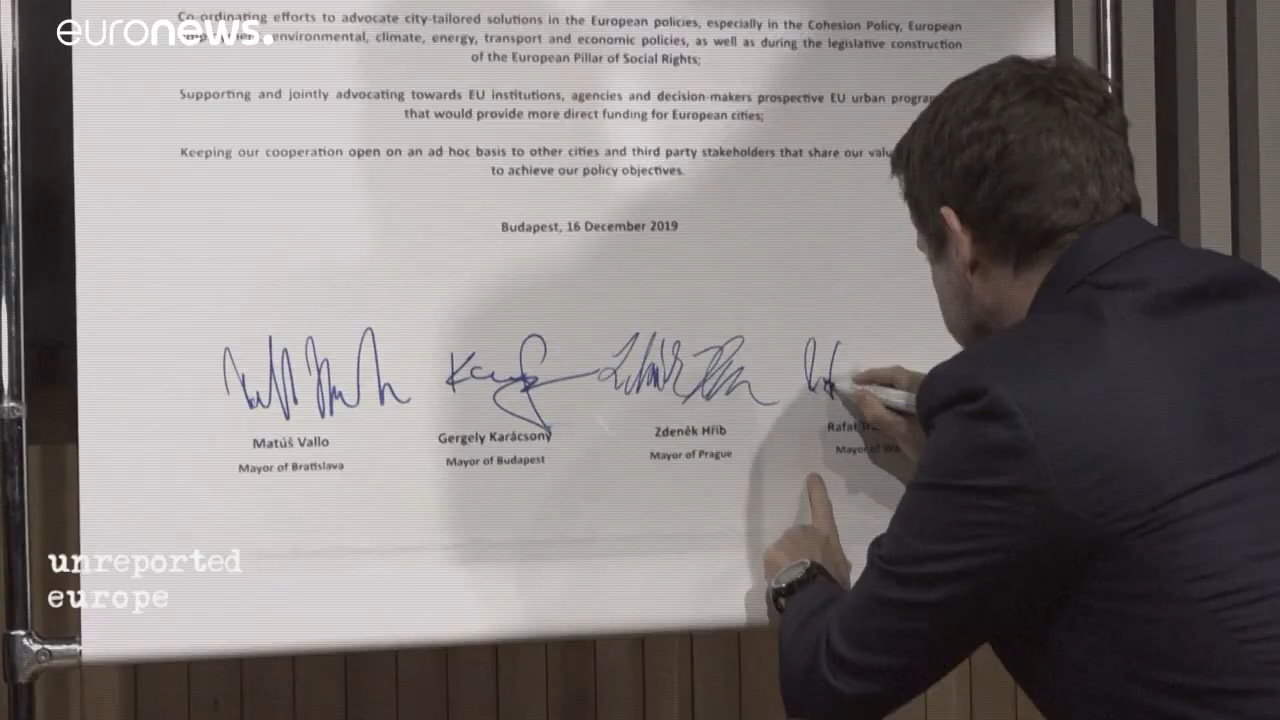 Co-ordinating efforts to advocate city-tailored solutions in the European policies, especially in the Cohesion Policy, European
euronews.
environmental, climate, energy, transport and economic policies, as well as during the legislative construction
of the European Pillar of Social Rights;
Supporting and jointly advocating towards EU institutions, agencies and decision-makers prospective EU urban
that would provide more direct funding for European cities;
Keeping our cooperation open on an ad hoc basis to other cities and third party stakeholders that share our
to achieve our policy objectives.
Budapest, 16 December 2019
Matúš Vallo
Gergely Karácsony
Zdeněk Hřib
Rafał
Mayor of Bratislava
Mayor of Budapest
Mayor of Prague
Mayor of
unreported
europe